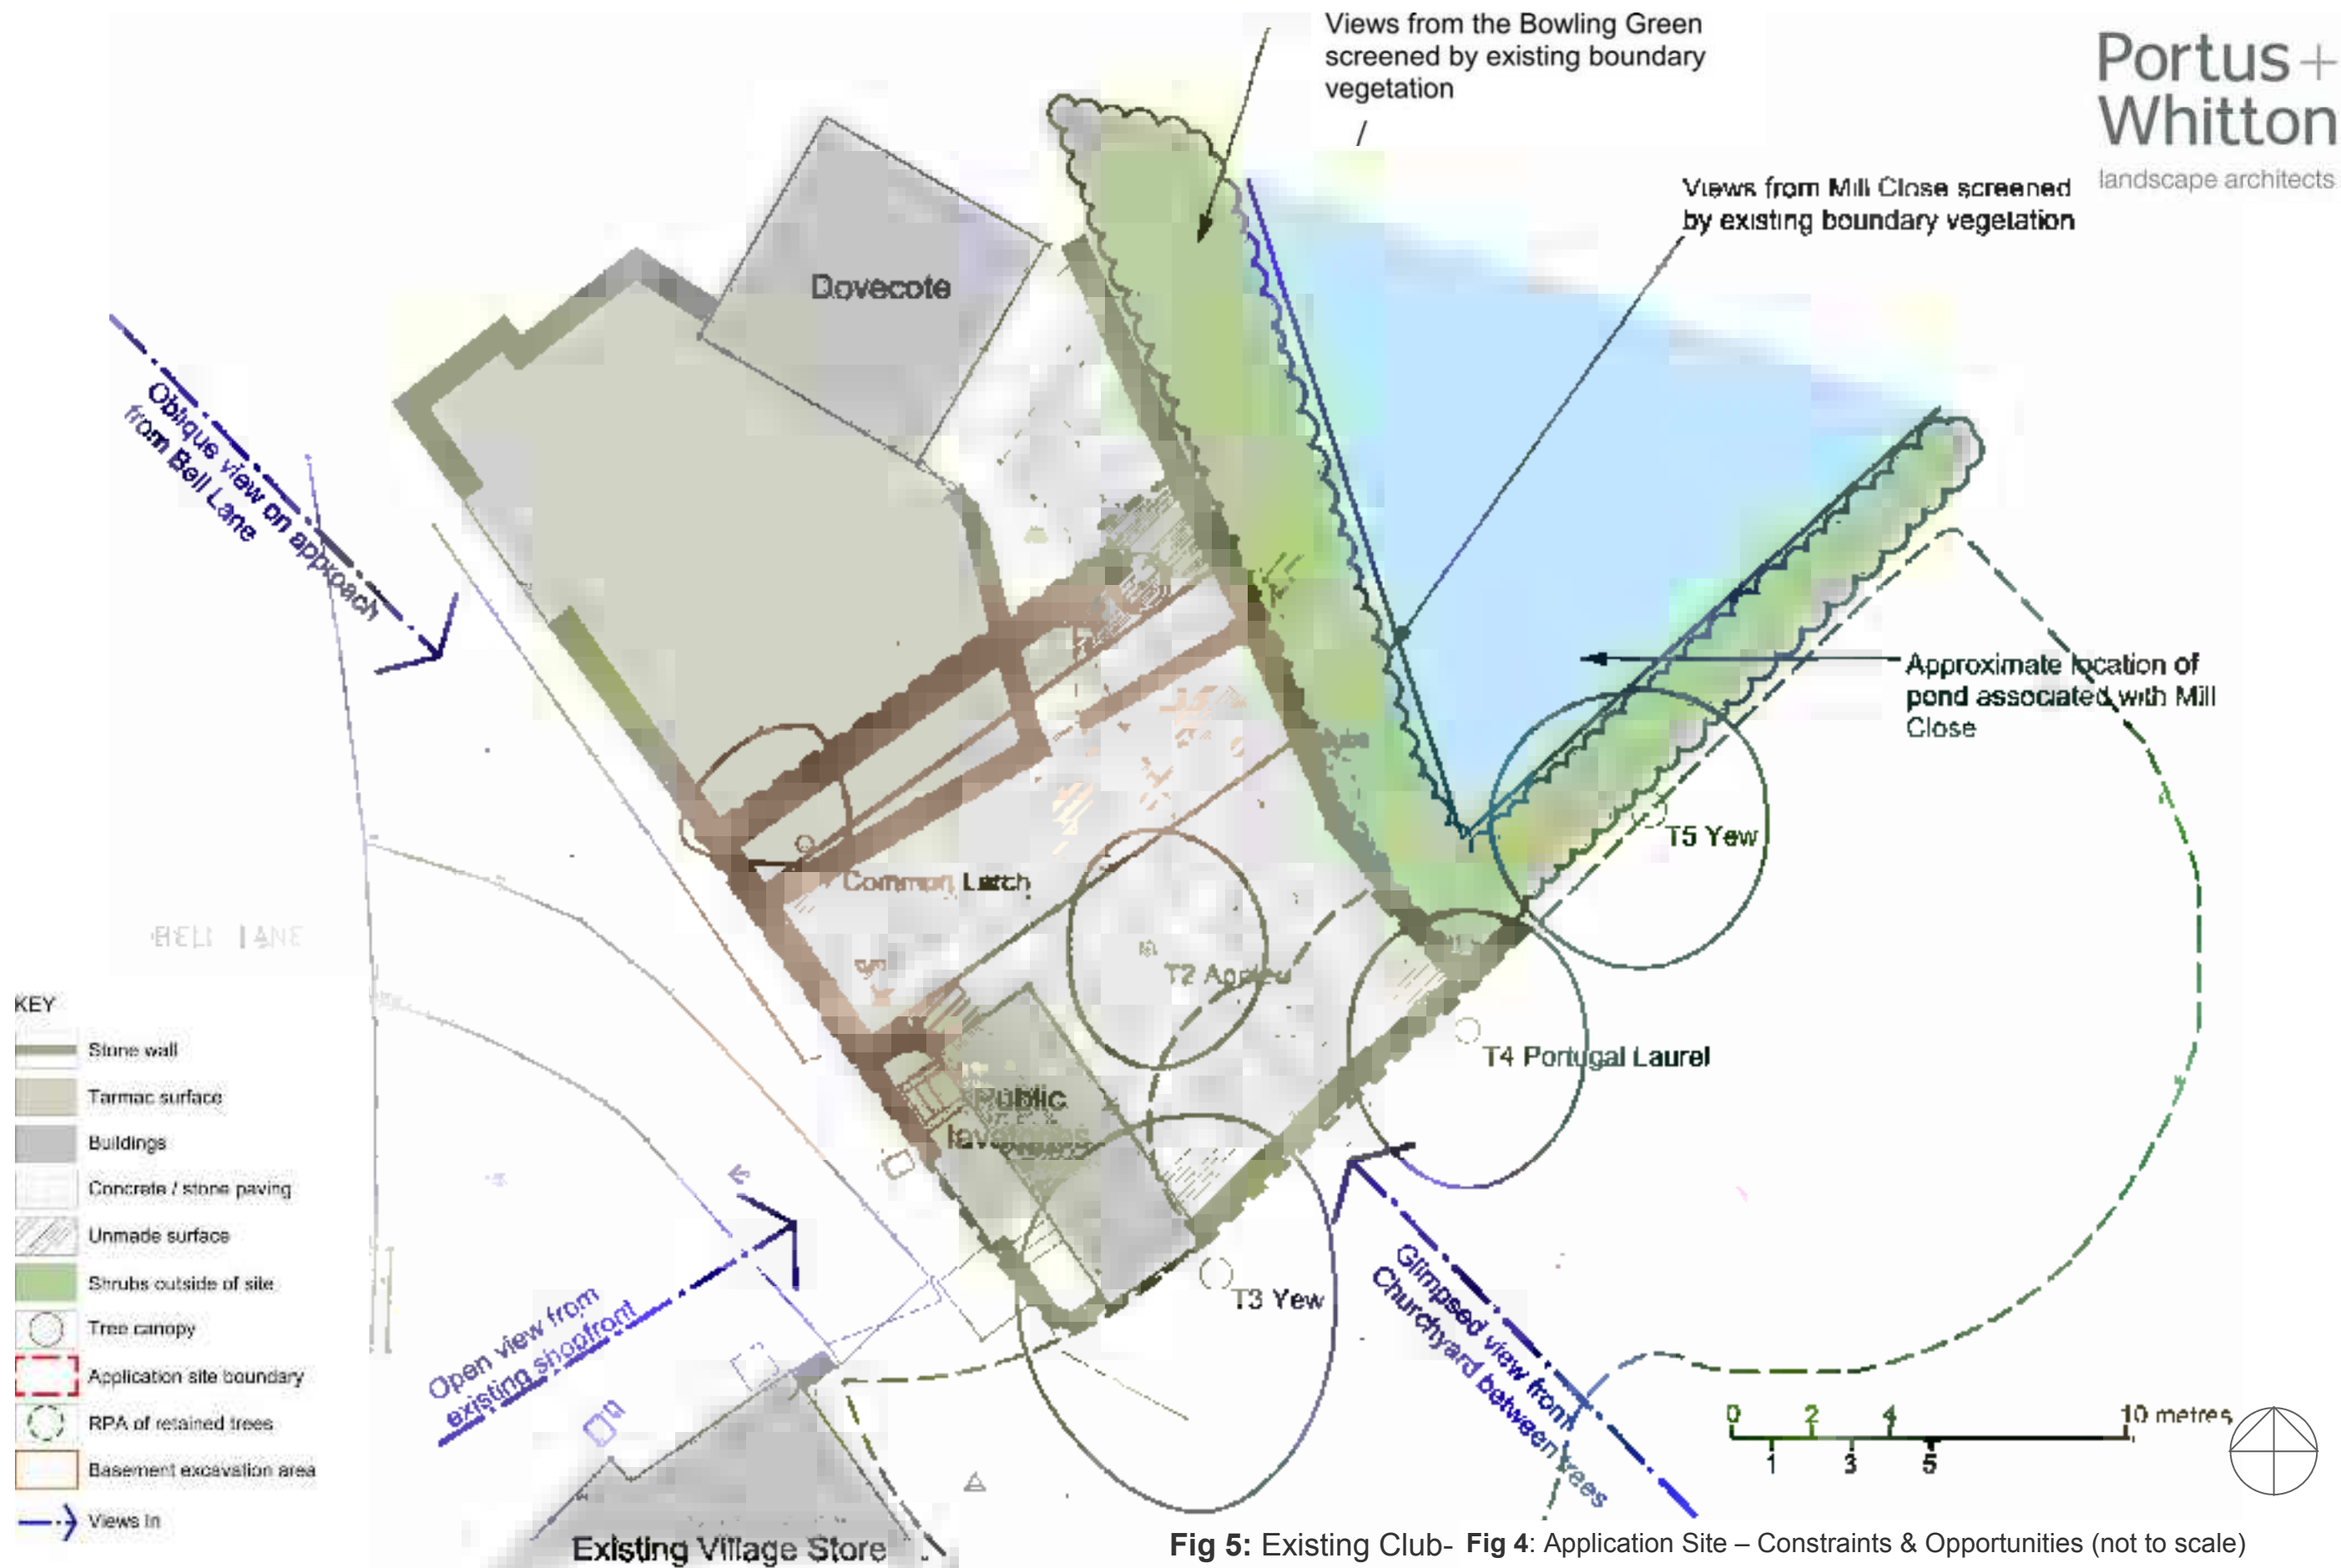 Views from the Bowling Green
screened by existing boundary
vegetation
Portus+
Whitton
landscape architects
Views from Mill Close screened
by existing boundary vegetation
Dovecote
Oblique view on approach
from Bell Lane
Approximate location of
pond associated with Mill
Close
T5 Yew
Common Larch
BELL LANE
T2 Apple
T4 Portugal Laurel
Public
T3 Yew
Glimpsed view from
Churchyard between trees
Open view from
existing shopfront
KEY
Stone wall
Tarmac surface
Buildings
Concrete / stone paving
Unmade surface
Shrubs outside of site
Tree canopy
Application site boundary
RPA of retained trees
Basement excavation area
Views In
0 2 4 10 metres
1 3 5
Existing Village Store
Fig 5: Existing Club- Fig 4: Application Site – Constraints & Opportunities (not to scale)